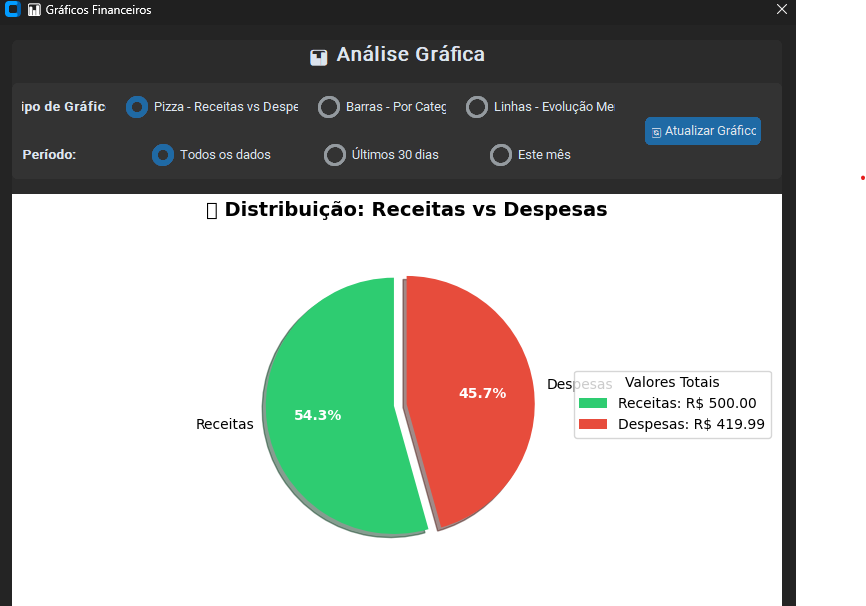 Gráficos Financeiros
Análise Gráfica
ipo de Gráfic Pizza - Receitas vs Despe Barras - Por Categ Linhas - Evolução Me
Atualizar Gráfico
Período: Todos os dados Últimos 30 dias Este mês
Distribuição: Receitas vs Despesas
Despesas
Valores Totais
45.7%
Receitas: R$ 500.00
54.3%
Receitas
Despesas: R$ 419.99